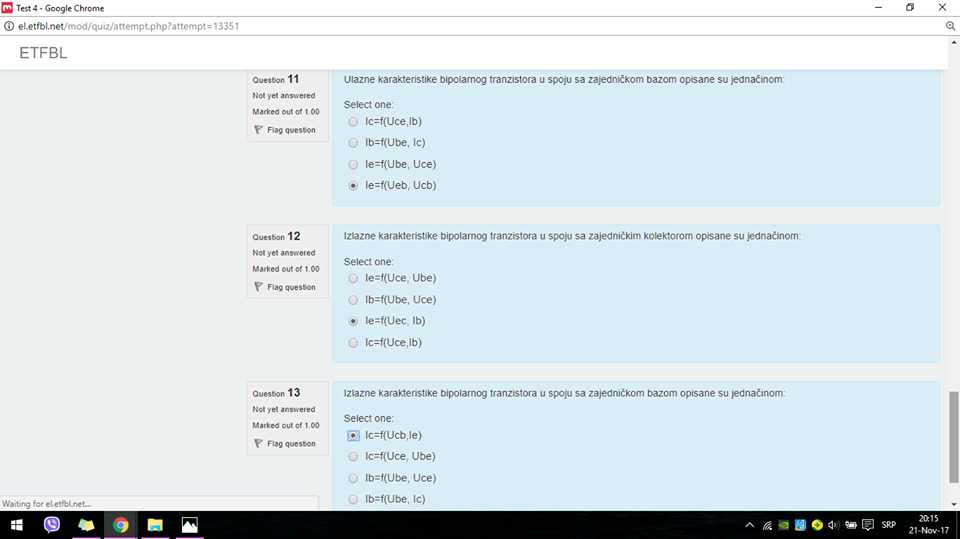 Test 4 - Google Chrome
el.etfbl.net/mod/quiz/attempt.php?attempt=13351
ETFBL
Question 11
Not yet answered
Marked out of 1.00
Flag question
Ulazne karakteristike bipolarnog tranzistora u spoju sa zajedničkom bazom opisane su jednačinom:
Select one:
Ic=f(Uce,Ib)
Ib=f(Ube, Ic)
Ie=f(Ube, Uce)
Ie=f(Ueb, Ucb)
Question 12
Not yet answered
Marked out of 1.00
Flag question
Izlazne karakteristike bipolarnog tranzistora u spoju sa zajedničkim kolektorom opisane su jednačinom:
Select one:
Ie=f(Uce, Ube)
Ib=f(Ube, Uce)
Ie=f(Uec, Ib)
Ic=f(Uce,Ib)
Question 13
Not yet answered
Marked out of 1.00
Flag question
Izlazne karakteristike bipolarnog tranzistora u spoju sa zajedničkom bazom opisane su jednačinom:
Select one:
Ic=f(Ucb,Ie)
Ic=f(Uce, Ube)
Ib=f(Ube, Uce)
Ib=f(Ube, Ic)
Waiting for el.etfbl.net...
SRP
20:15
21-Nov-17